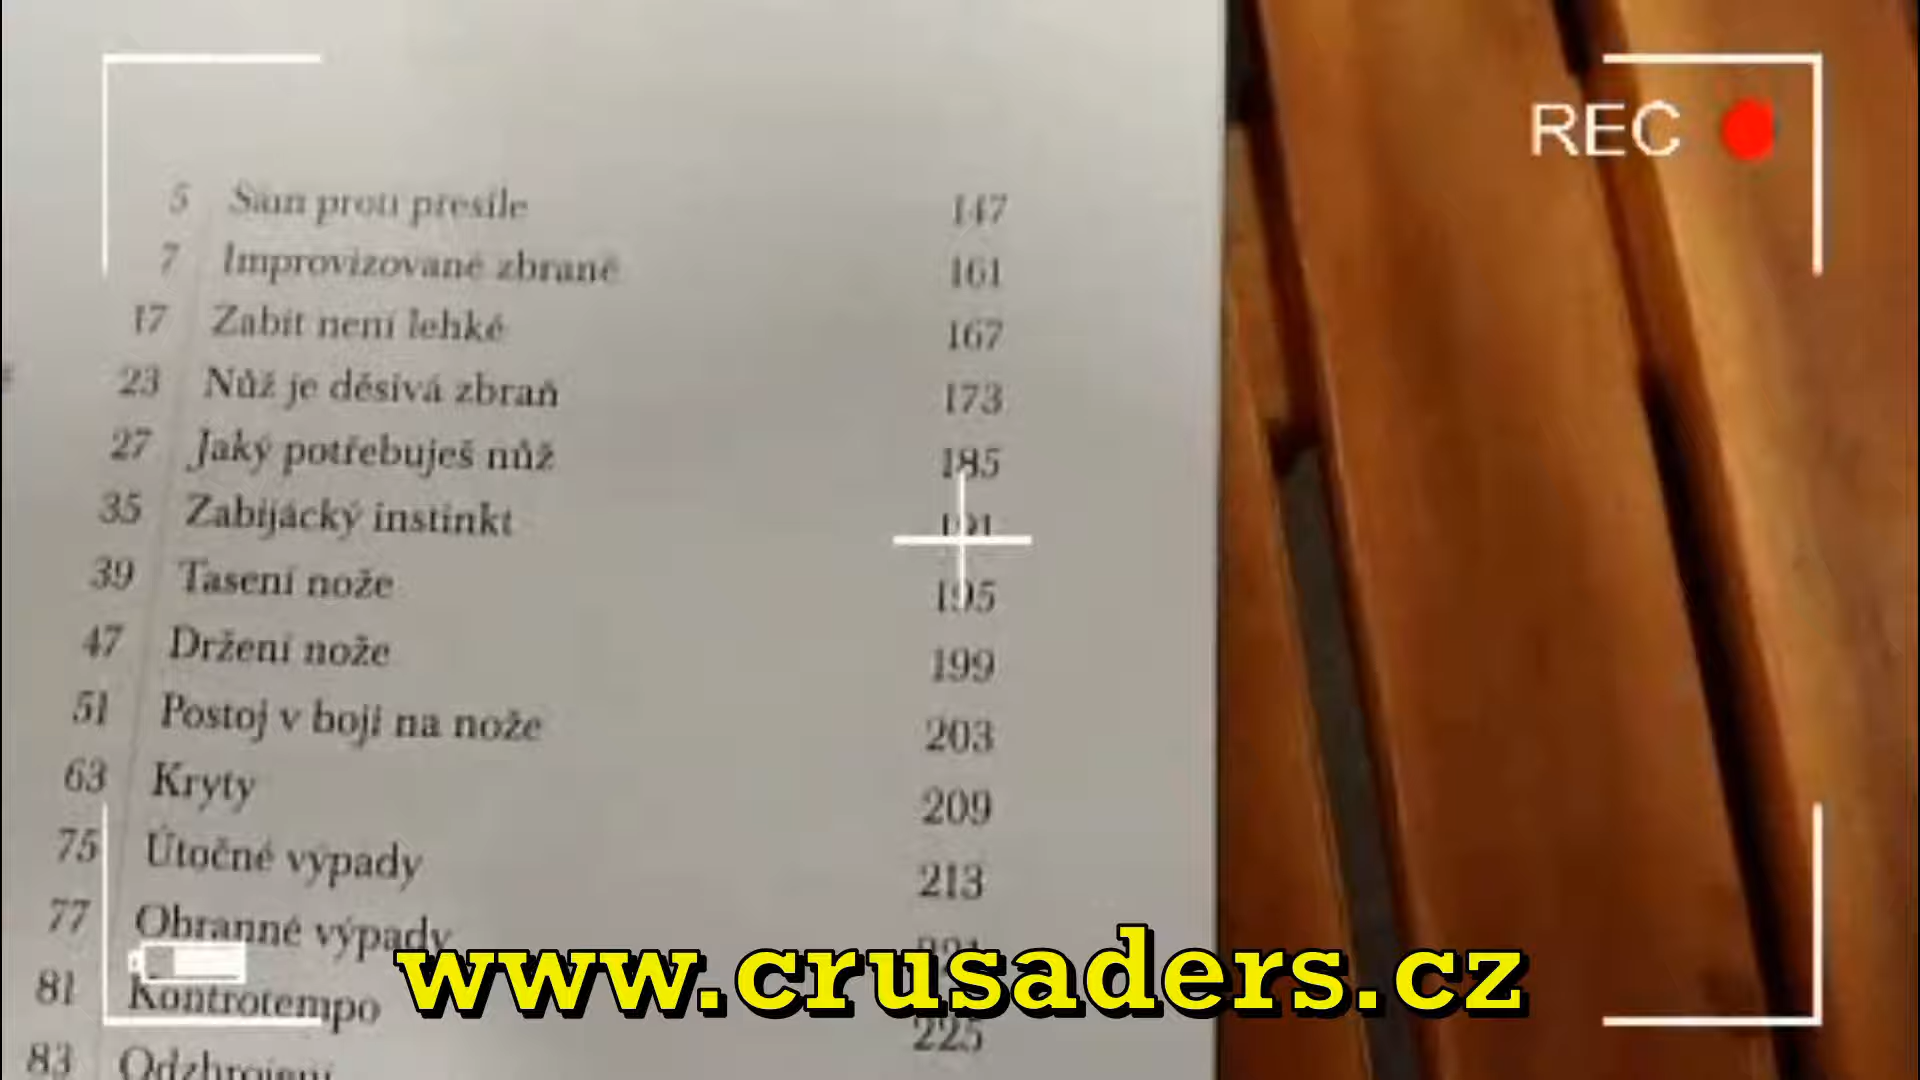 REC
5 Sám proti přesile 147
7 Improvizované zbraně 161
17 Zabít není lehké 167
23 Nůž je děsivá zbraň 173
27 Jaký potřebuješ nůž 185
35 Zabijácký instinkt 191
39 Tasení nože 195
47 Držení nože 199
51 Postoj v boji na nože 203
63 Kryty 209
75 Útočné výpady 213
77 Obranné výpady 221
81 Kontrotempo 225
83 Odzbrojení
www.crusaders.cz